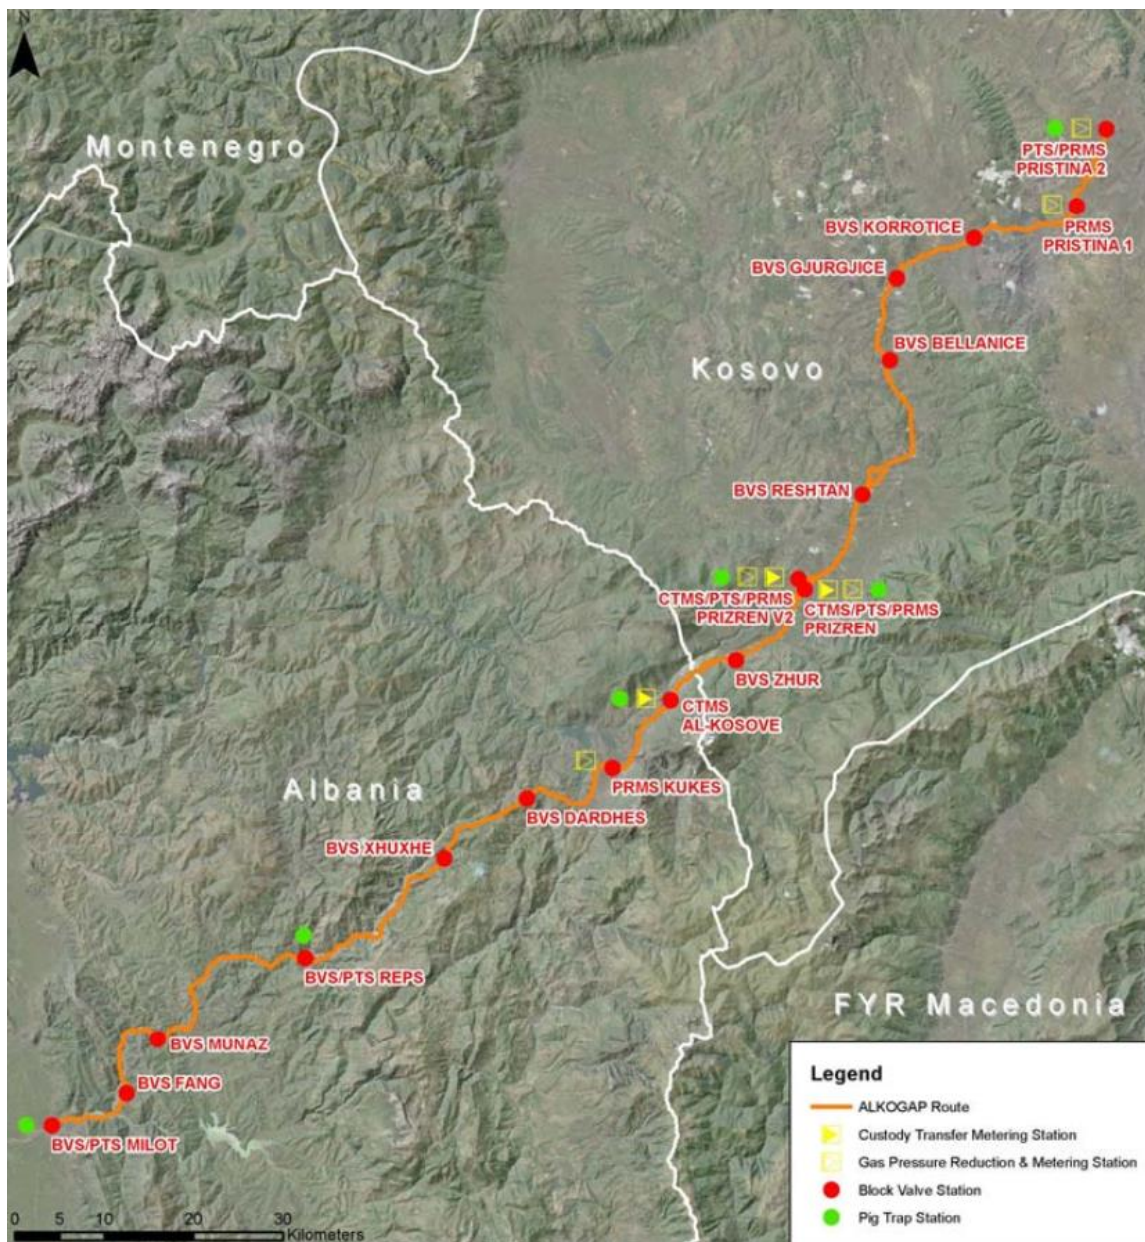 N
Montenegro
PTS/PRMS
PRISTINA 2
PRMS
PRISTINA 1
BVS KORROTICE
BVS GJURGJICE
BVS BELLANICE
Kosovo
BVS RESHTAN
CTMS/PTS/PRMS
PRIZREN V2
CTMS/PTS/PRMS
PRIZREN
BVS ZHUR
CTMS
AL-KOSOVE
PRMS KUKES
Albania
BVS DARDHES
BVS XHUXHE
BVS/PTS REPS
FYR Macedonia
BVS MUNAZ
BVS FANG
BVS/PTS MILOT
Legend
ALKOGAP Route
Custody Transfer Metering Station
Gas Pressure Reduction & Metering Station
Block Valve Station
Pig Trap Station
0 5 10 20 30
Kilometers